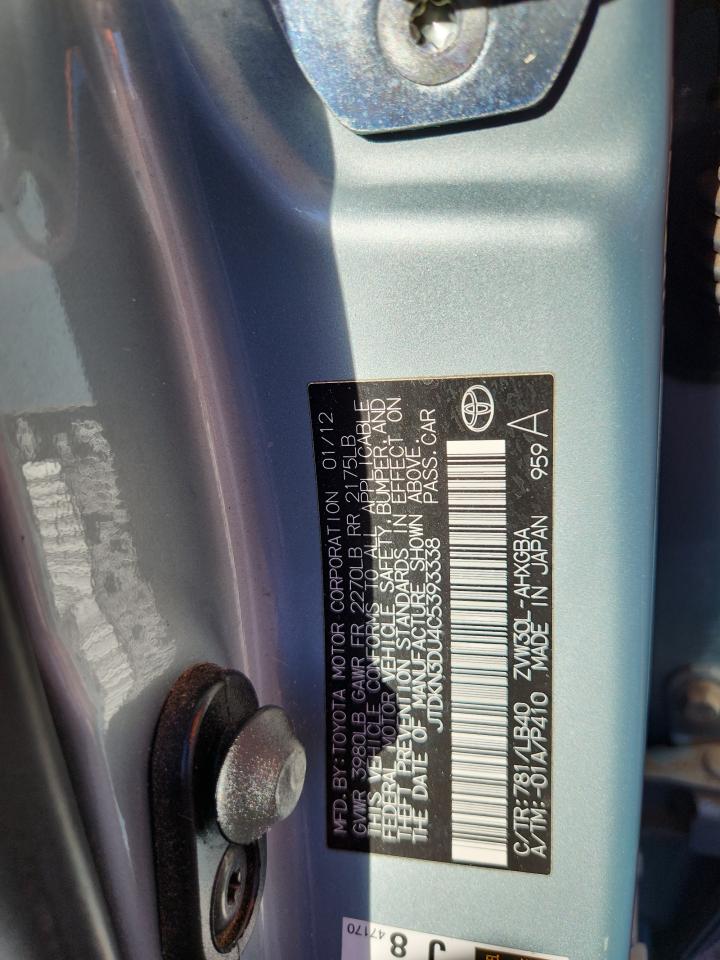 MFD. BY:TOYOTA MOTOR CORPORATION 01/12
GVWR 3980LB GAWR FR 2270LB RR 2175LB
THIS VEHICLE CONFORMS TO ALL APPLICABLE
FEDERAL MOTOR VEHICLE SAFETY, BUMPER, AND
THEFT PREVENTION STANDARDS IN EFFECT ON
THE DATE OF MANUFACTURE SHOWN ABOVE.
JTDKN3DU4C5393338 PASS. CAR
C/TR:781/LB40 ZVW30L-AHXGBA
A/TM:-01A/P410 MADE IN JAPAN 959 A
47170
J 8